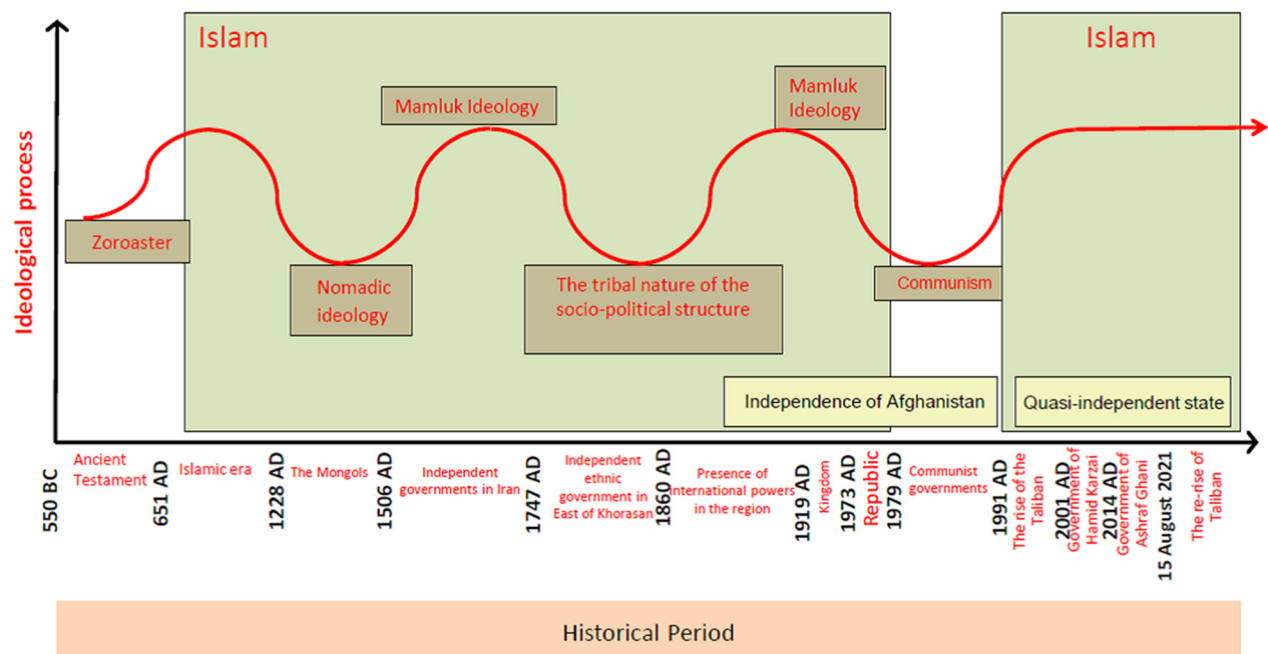 Islam
Islam
Mamluk Ideology
Mamluk
Ideology
Ideological process
Zoroaster
Nomadic
ideology
The tribal nature of the
socio-political structure
Communism
Independence of Afghanistan
Quasi-independent state
550 BC
Ancient
Testament
651 AD
Islamic era
1228 AD
The Mongols
1506 AD
Independent
governments in Iran
1747 AD
Independent
ethnic
government in
East of Khorasan
1860 AD
Presence of
international powers
in the region
1919 AD
Kingdom
1973 AD
Republic
1979 AD
Communist
governments
1991 AD
The rise of the
Taliban
2001 AD
Government of
Hamid Karzai
2014 AD
Government of
Ashraf Ghani
15 August 2021
The re-rise of
Taliban
Historical Period